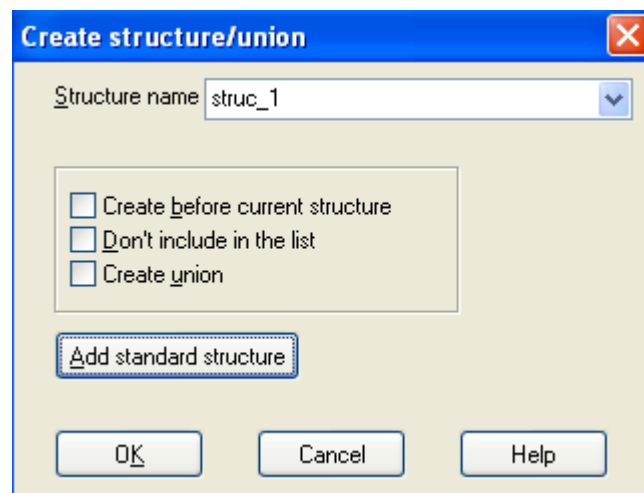 Create structure/union
Structure name struc_1
Create before current structure
Don't include in the list
Create union
Add standard structure
OK Cancel Help